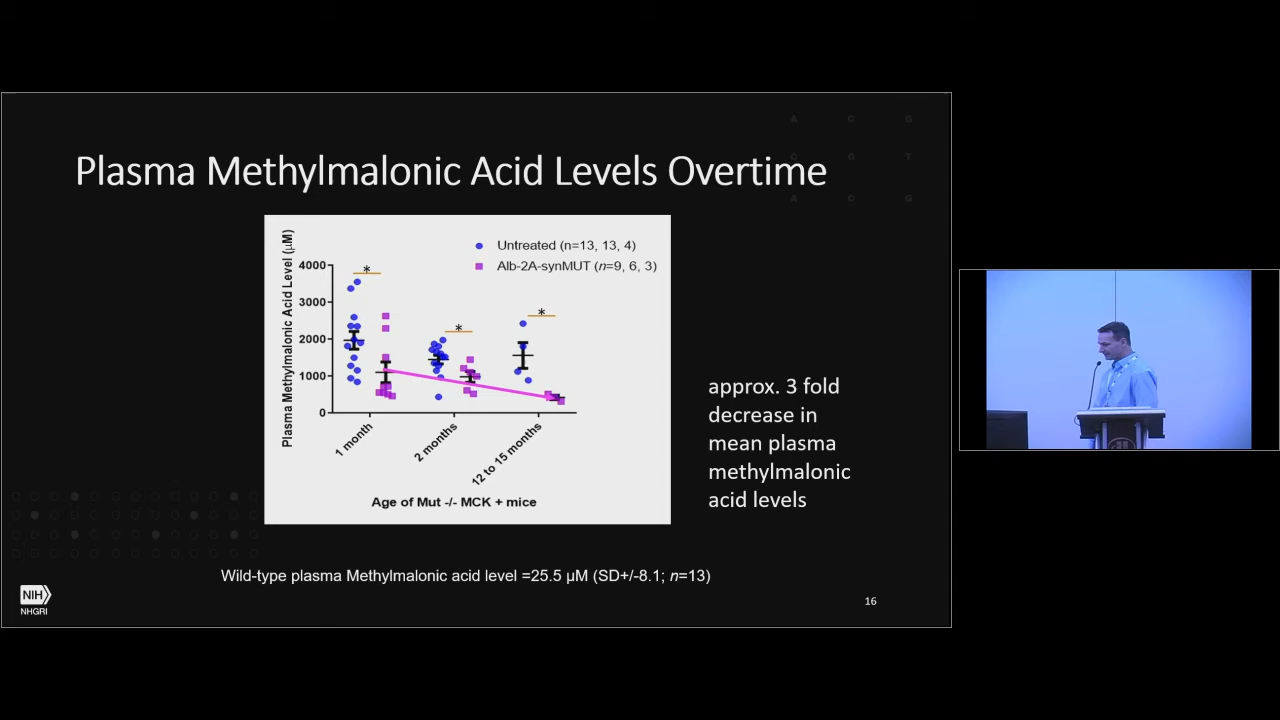 A C G
C G T
A C G
Plasma Methylmalonic Acid Levels Overtime
Plasma Methylmalonic Acid Level (µM)
Untreated (n=13, 13, 4)
Alb-2A-synMUT (n=9, 6, 3)
4000
3000
2000
1000
0
*
*
*
1 month
2 months
12 to 15 months
Age of Mut -/- MCK + mice
approx. 3 fold
decrease in
mean plasma
methylmalonic
acid levels
Wild-type plasma Methylmalonic acid level =25.5 µM (SD+/-8.1; n=13)
NIH
NHGRI
16